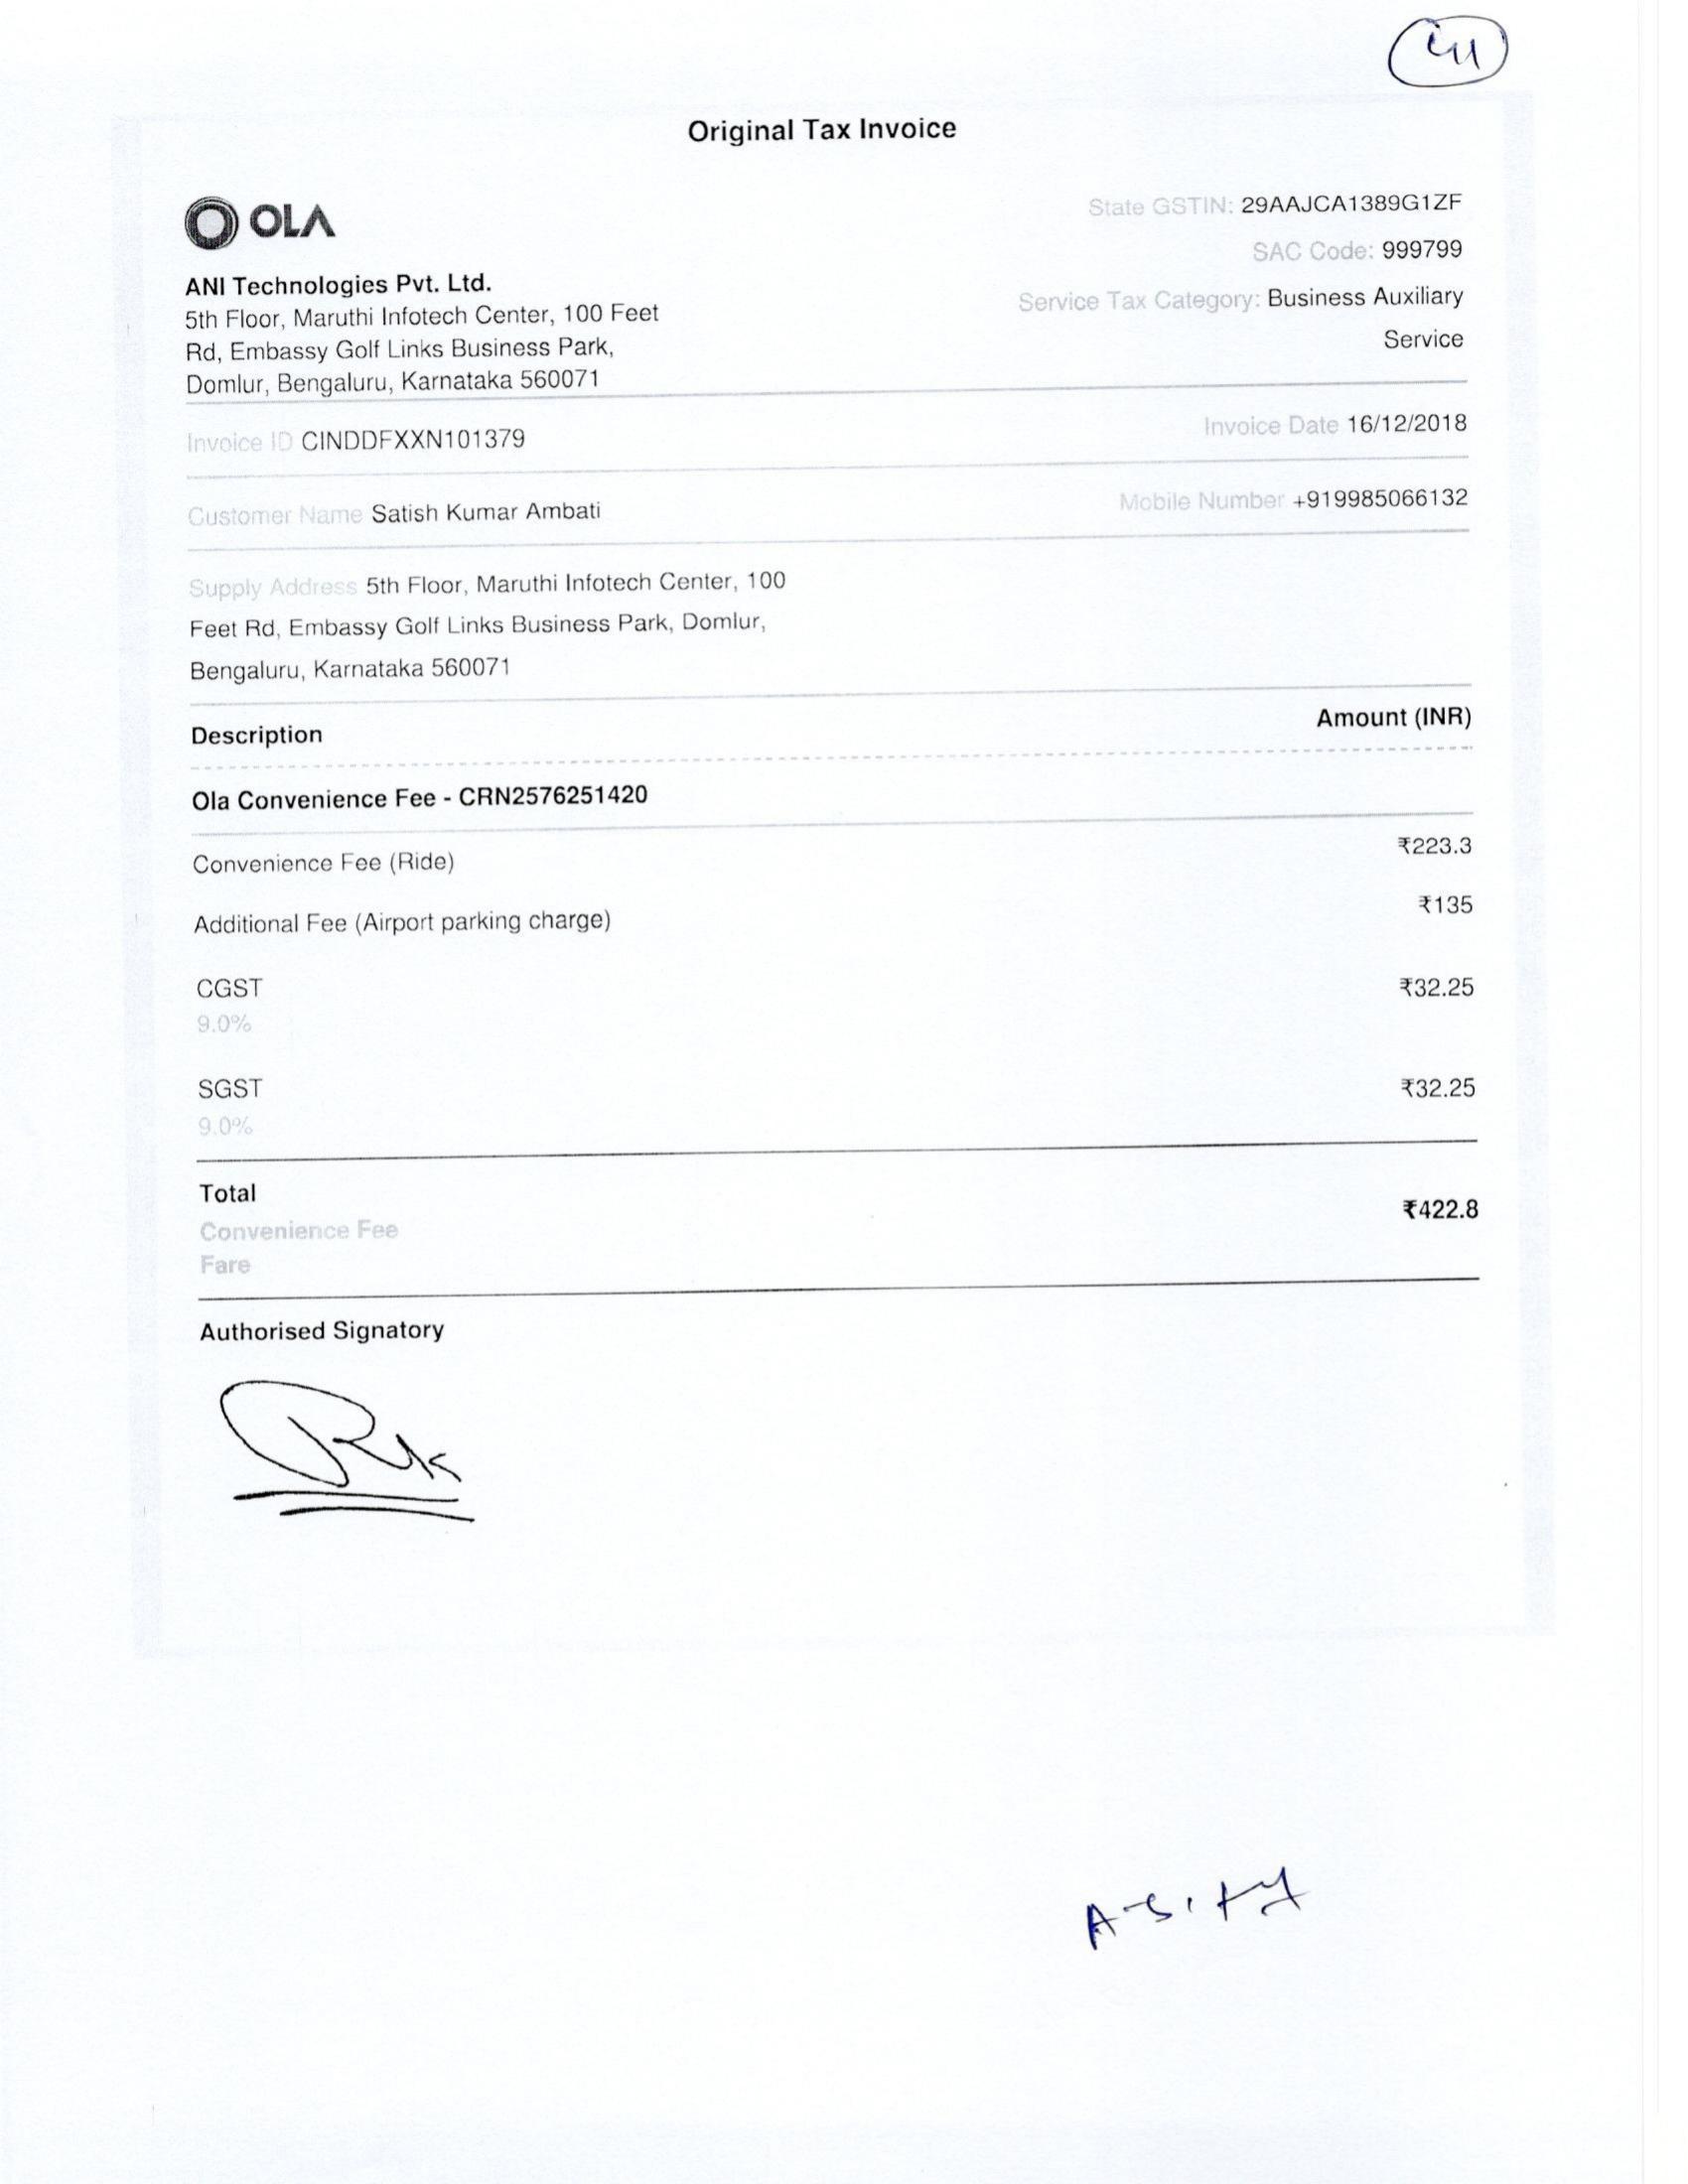 Original Tax Invoice
OLA
State GSTIN: 29AAJCA1389G1ZF
SAC Code: 999799
Service Tax Category: Business Auxiliary
Service
ANI Technologies Pvt. Ltd.
5th Floor, Maruthi Infotech Center, 100 Feet
Rd, Embassy Golf Links Business Park,
Domlur, Bengaluru, Karnataka 560071
Invoice ID CINDDFXXN101379
Invoice Date 16/12/2018
Customer Name Satish Kumar Ambati
Mobile Number +919985066132
Supply Address 5th Floor, Maruthi Infotech Center, 100
Feet Rd, Embassy Golf Links Business Park, Domlur,
Bengaluru, Karnataka 560071
Description Amount (INR)
Ola Convenience Fee - CRN2576251420
Convenience Fee (Ride) ₹223.3
Additional Fee (Airport parking charge) ₹135
CGST ₹32.25
9.0%
SGST ₹32.25
9.0%
Total ₹422.8
Convenience Fee
Fare
Authorised Signatory